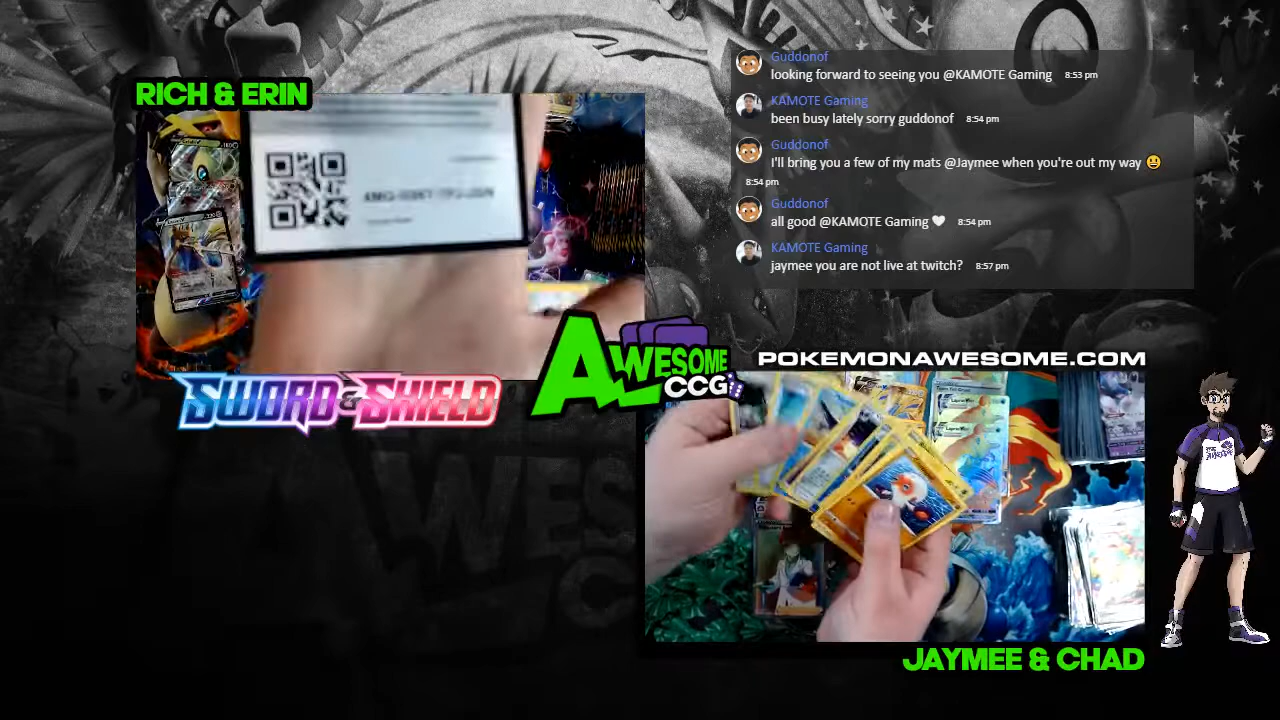 RICH & ERIN
Guddonof
looking forward to seeing you @KAMOTE Gaming 8:53 pm
KAMOTE Gaming
been busy lately sorry guddonof 8:54 pm
Guddonof
I'll bring you a few of my mats @Jaymee when you're out my way
8:54 pm
Guddonof
all good @KAMOTE Gaming 8:54 pm
KAMOTE Gaming
jaymee you are not live at twitch? 8:57 pm
SWORD & SHIELD
AWESOME
CCG
POKEMONAWESOME.COM
JAYMEE & CHAD